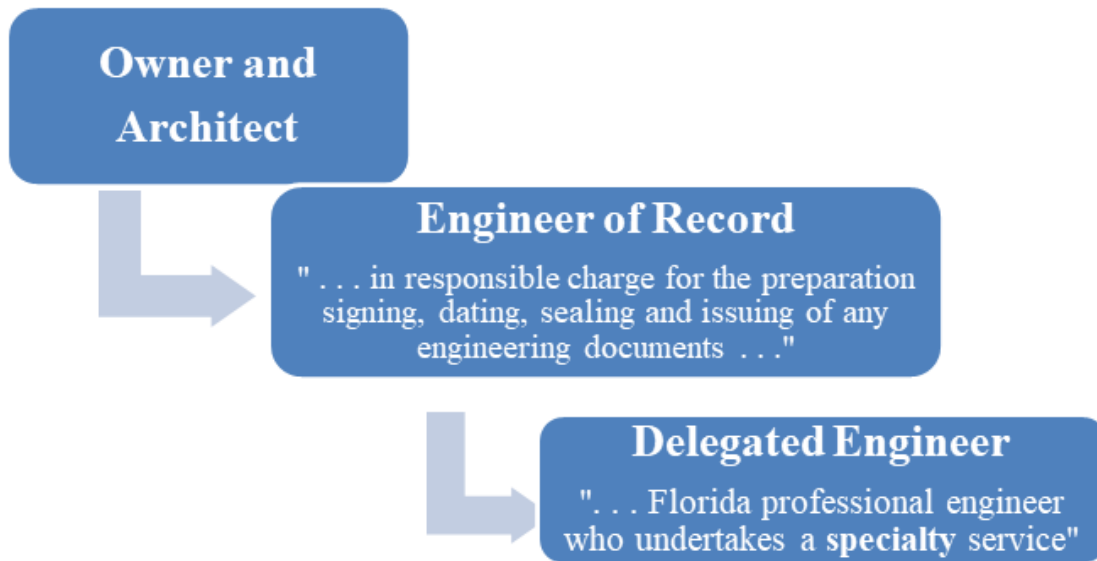 Owner and
Architect
Engineer of Record
" . . . in responsible charge for the preparation
signing, dating, sealing and issuing of any
engineering documents . . ."
Delegated Engineer
". . . Florida professional engineer
who undertakes a specialty service"